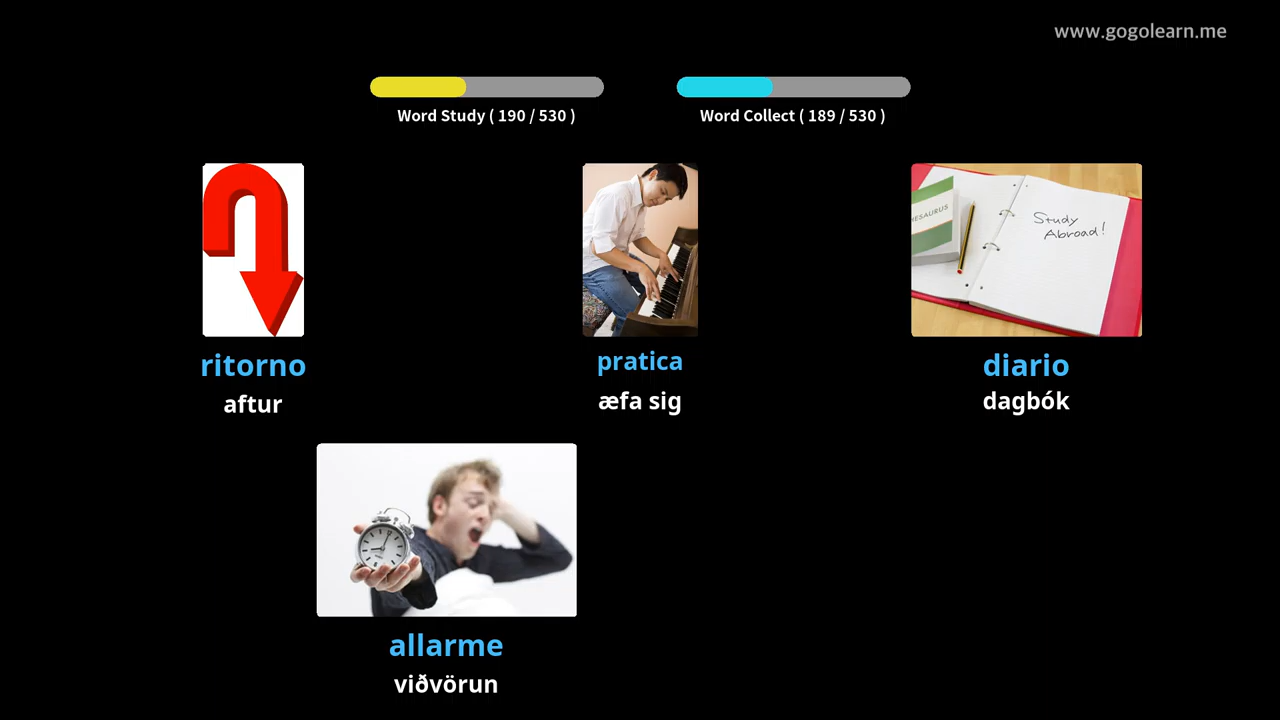 www.gogolearn.me
Word Study ( 190 / 530 )
Word Collect ( 189 / 530 )
ESAURUS
Study
Abroad!
ritorno
pratica
diario
aftur
æfa sig
dagbók
allarme
viðvörun